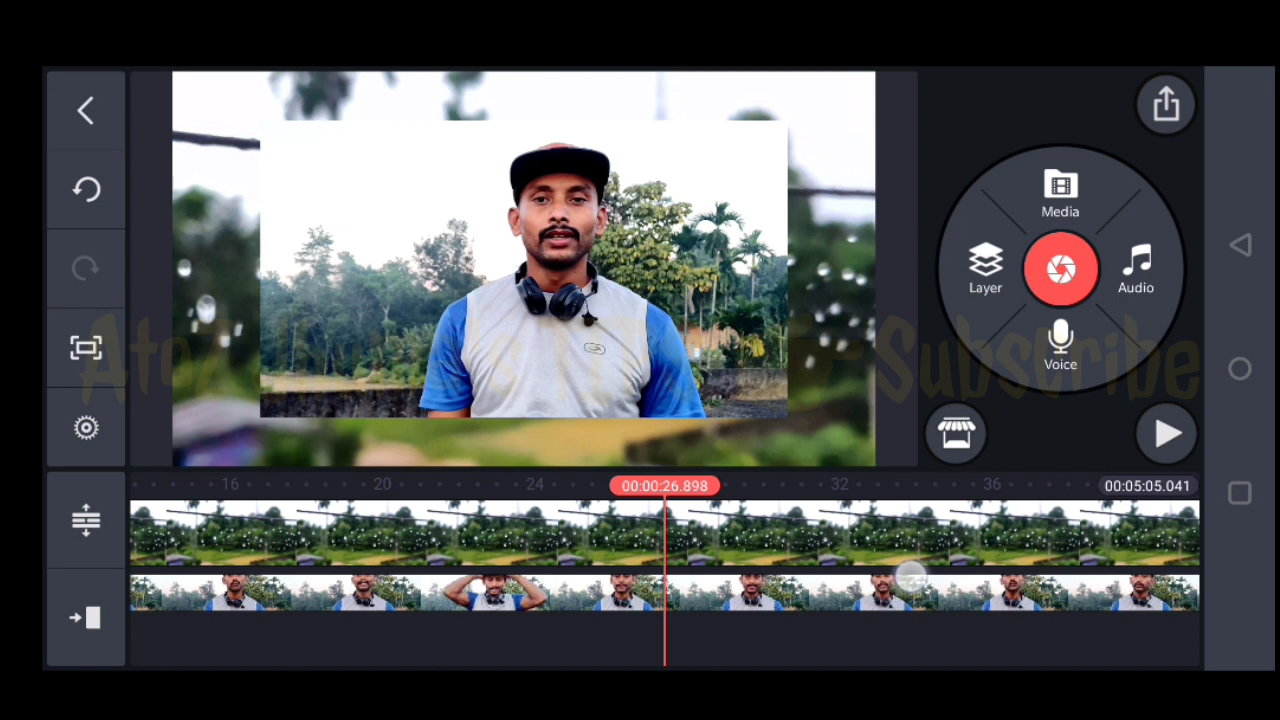 Media
Layer
Audio
Voice
Subscribe
16
20
24
00:00:26.898
32
36
00:05:05.041